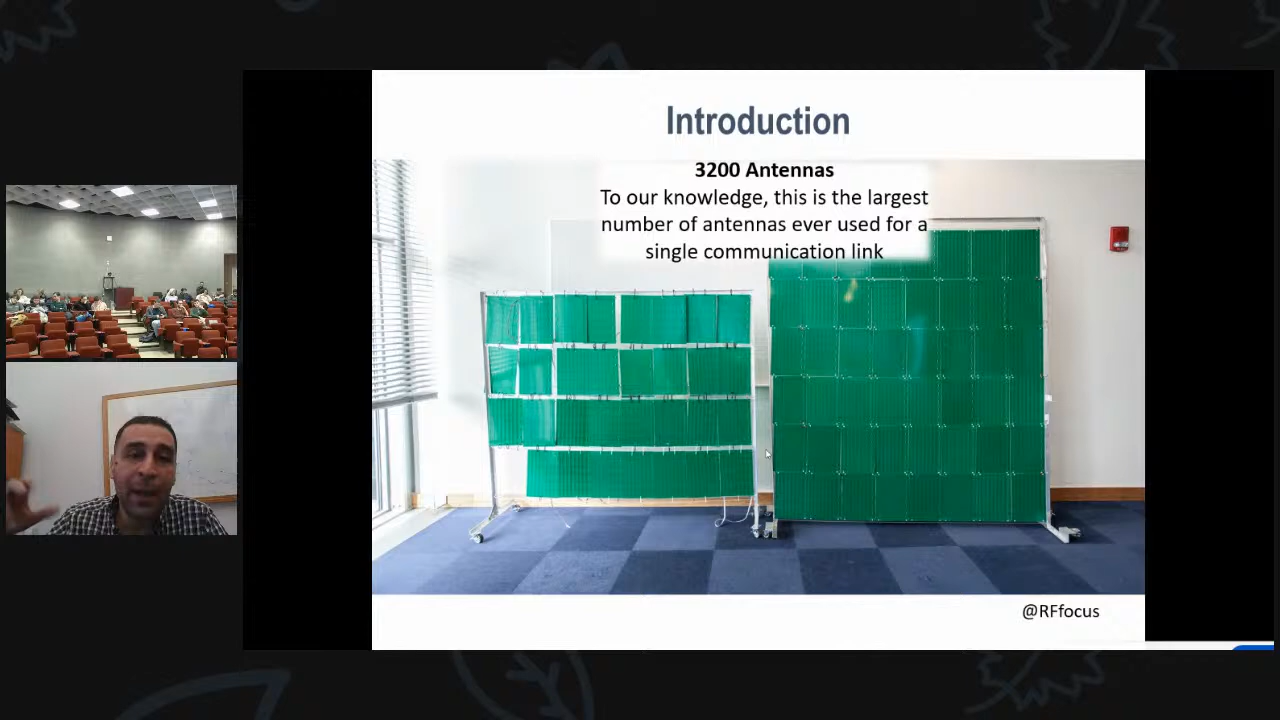 Introduction
3200 Antennas
To our knowledge, this is the largest
number of antennas ever used for a
single communication link
@RFfocus